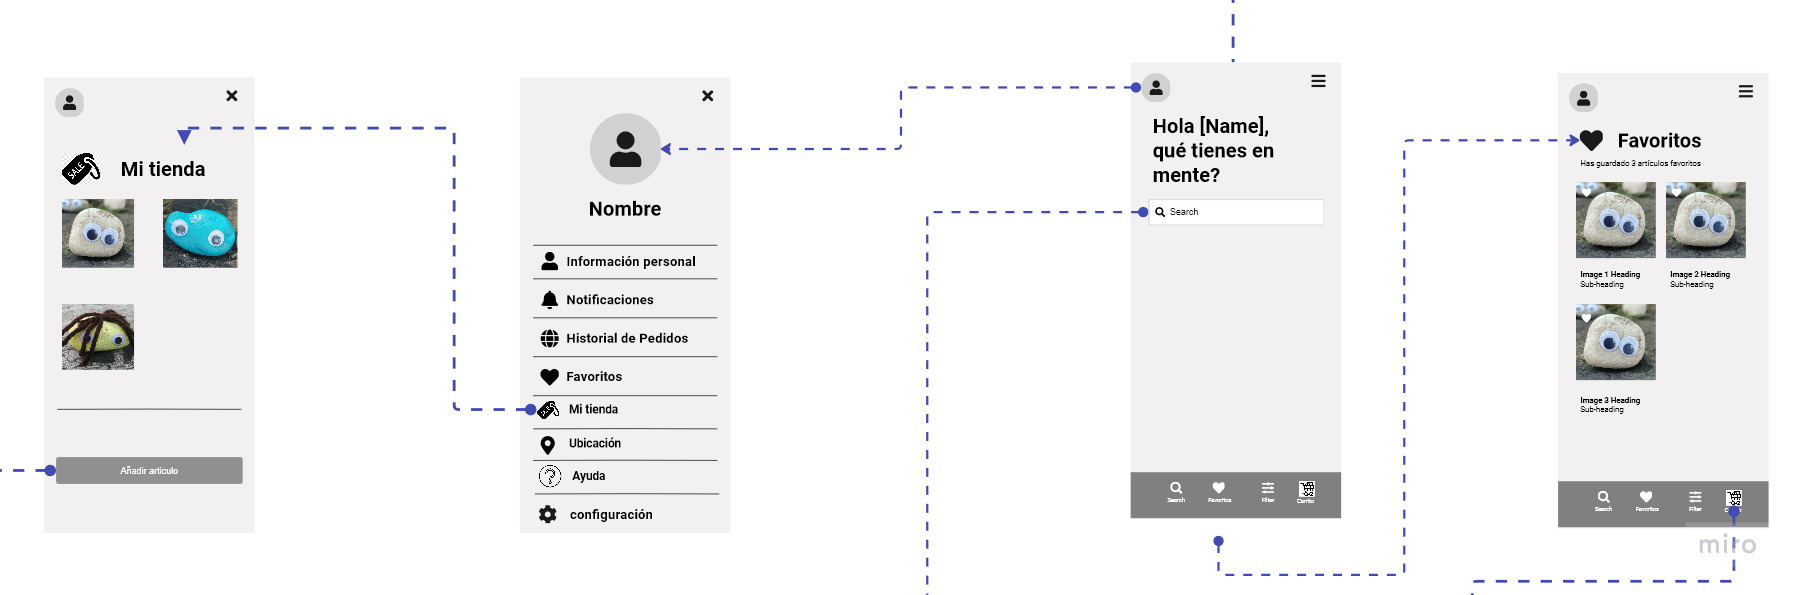 SALE
Mi tienda
Añadir artículo
Nombre
Información personal
Notificaciones
Historial de Pedidos
Favoritos
Mi tienda
Ubicación
Ayuda
configuración
Hola [Name],
qué tienes en
mente?
Search
Search Favoritos Filter Carrito
Favoritos
Has guardado 3 artículos favoritos
Image 1 Heading
Sub-heading
Image 2 Heading
Sub-heading
Image 3 Heading
Sub-heading
Search Favoritos Filter
miro